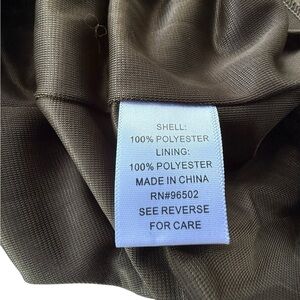 SHELL:
100% POLYESTER
LINING:
100% POLYESTER
MADE IN CHINA
RN#96502
SEE REVERSE
FOR CARE